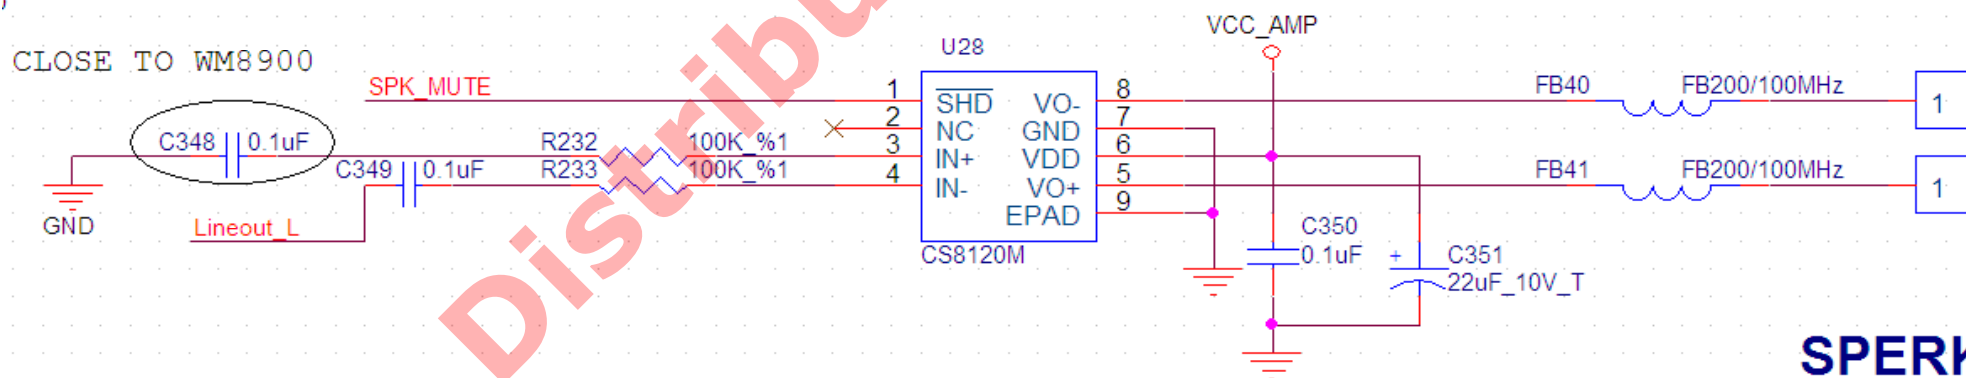 VCC_AMP
CLOSE TO WM8900
U28
SPK_MUTE
1
SHD
VO-
8
FB40
FB200/100MHz
1
2
NC
GND
7
C348
0.1uF
R232
100K_%1
3
IN+
VDD
6
C349
0.1uF
R233
100K_%1
4
IN-
VO+
5
FB41
FB200/100MHz
1
EPAD
9
GND
Lineout_L
CS8120M
C350
0.1uF
+
C351
22uF_10V_T
Distribu
SPERK